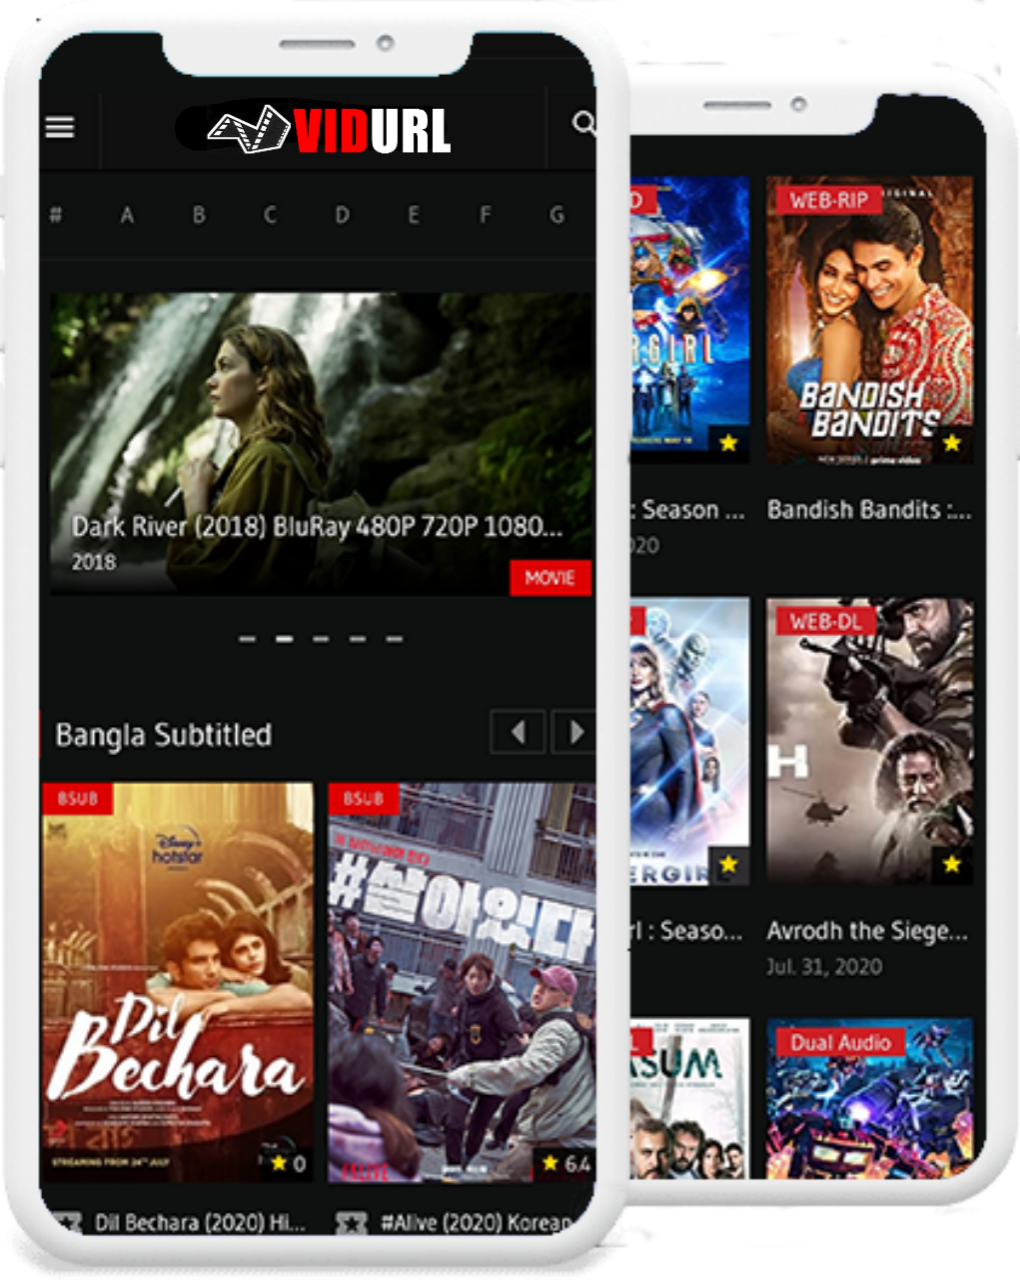 VIDURL
# A B C D E F G
Dark River (2018) BluRay 480P 720P 1080...
2018
MOVIE
Bangla Subtitled
BSUB
Disney+
hotstar
Dil
Bechara
STREAMING FROM 24TH JULY
0
Dil Bechara (2020) Hi...
BSUB
#살아있다
#ALIVE
6.4
#Alive (2020) Korean
D
RGIRL
: Season ...
020
WEB-RIP
IGINAL
BANDISH
BANDITS
prime video
Bandish Bandits :...
ERGIRL
rl : Seaso...
WEB-DL
H
Avrodh the Siege...
Jul. 31, 2020
L
ASUM
Dual Audio